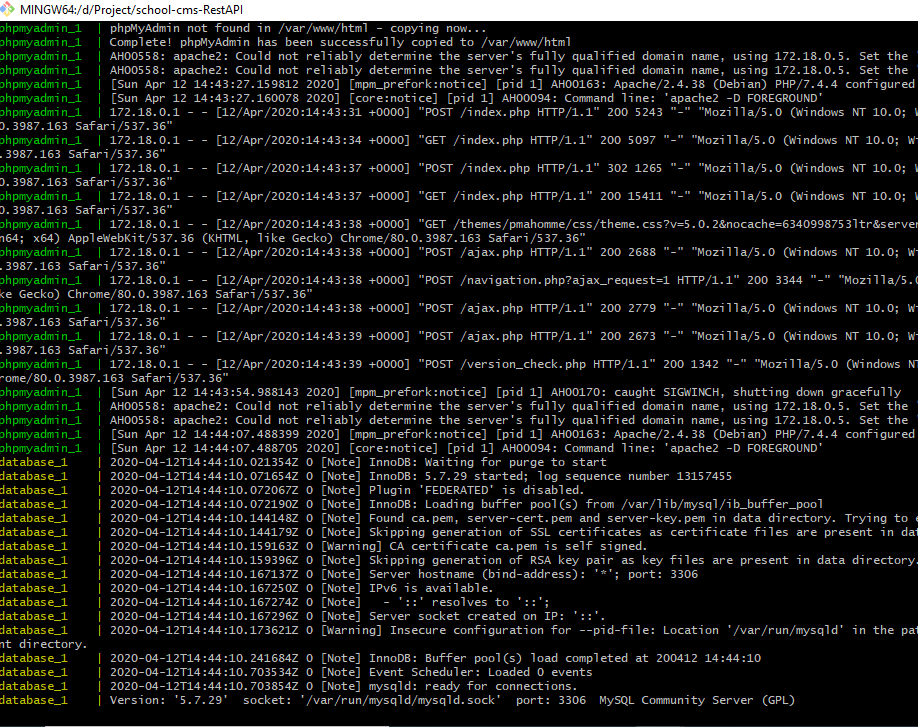 MINGW64:/d/Project/school-cms-RestAPI
phpmyadmin_1 | phpMyAdmin not found in /var/www/html - copying now...
phpmyadmin_1 | Complete! phpMyAdmin has been successfully copied to /var/www/html
phpmyadmin_1 | AH00558: apache2: Could not reliably determine the server's fully qualified domain name, using 172.18.0.5. Set the
phpmyadmin_1 | AH00558: apache2: Could not reliably determine the server's fully qualified domain name, using 172.18.0.5. Set the
phpmyadmin_1 | [Sun Apr 12 14:43:27.159812 2020] [mpm_prefork:notice] [pid 1] AH00163: Apache/2.4.38 (Debian) PHP/7.4.4 configured
phpmyadmin_1 | [Sun Apr 12 14:43:27.160078 2020] [core:notice] [pid 1] AH00094: Command line: 'apache2 -D FOREGROUND'
phpmyadmin_1 | 172.18.0.1 - - [12/Apr/2020:14:43:31 +0000] "POST /index.php HTTP/1.1" 200 5243 "-" "Mozilla/5.0 (Windows NT 10.0; W
0.3987.163 Safari/537.36"
phpmyadmin_1 | 172.18.0.1 - - [12/Apr/2020:14:43:34 +0000] "GET /index.php HTTP/1.1" 200 5097 "-" "Mozilla/5.0 (Windows NT 10.0; Wi
.3987.163 Safari/537.36"
phpmyadmin_1 | 172.18.0.1 - - [12/Apr/2020:14:43:37 +0000] "POST /index.php HTTP/1.1" 302 1265 "-" "Mozilla/5.0 (Windows NT 10.0; W
0.3987.163 Safari/537.36"
phpmyadmin_1 | 172.18.0.1 - - [12/Apr/2020:14:43:37 +0000] "GET /index.php HTTP/1.1" 200 15411 "-" "Mozilla/5.0 (Windows NT 10.0; W
0.3987.163 Safari/537.36"
phpmyadmin_1 | 172.18.0.1 - - [12/Apr/2020:14:43:38 +0000] "GET /themes/pmahomme/css/theme.css?v=5.0.2&nocache=6340998753ltr&server
n64; x64) AppleWebKit/537.36 (KHTML, like Gecko) Chrome/80.0.3987.163 Safari/537.36"
phpmyadmin_1 | 172.18.0.1 - - [12/Apr/2020:14:43:38 +0000] "POST /ajax.php HTTP/1.1" 200 2688 "-" "Mozilla/5.0 (Windows NT 10.0; Wi
.3987.163 Safari/537.36"
phpmyadmin_1 | 172.18.0.1 - - [12/Apr/2020:14:43:38 +0000] "POST /navigation.php?ajax_request=1 HTTP/1.1" 200 3344 "-" "Mozilla/5.0
ke Gecko) Chrome/80.0.3987.163 Safari/537.36"
phpmyadmin_1 | 172.18.0.1 - - [12/Apr/2020:14:43:38 +0000] "POST /ajax.php HTTP/1.1" 200 2779 "-" "Mozilla/5.0 (Windows NT 10.0; Wi
.3987.163 Safari/537.36"
phpmyadmin_1 | 172.18.0.1 - - [12/Apr/2020:14:43:39 +0000] "POST /ajax.php HTTP/1.1" 200 2673 "-" "Mozilla/5.0 (Windows NT 10.0; Wi
.3987.163 Safari/537.36"
phpmyadmin_1 | 172.18.0.1 - - [12/Apr/2020:14:43:39 +0000] "POST /version_check.php HTTP/1.1" 200 1342 "-" "Mozilla/5.0 (Windows NT
rome/80.0.3987.163 Safari/537.36"
phpmyadmin_1 | [Sun Apr 12 14:43:54.988143 2020] [mpm_prefork:notice] [pid 1] AH00170: caught SIGWINCH, shutting down gracefully
phpmyadmin_1 | AH00558: apache2: Could not reliably determine the server's fully qualified domain name, using 172.18.0.5. Set the
phpmyadmin_1 | AH00558: apache2: Could not reliably determine the server's fully qualified domain name, using 172.18.0.5. Set the
phpmyadmin_1 | [Sun Apr 12 14:44:07.488399 2020] [mpm_prefork:notice] [pid 1] AH00163: Apache/2.4.38 (Debian) PHP/7.4.4 configured
phpmyadmin_1 | [Sun Apr 12 14:44:07.488705 2020] [core:notice] [pid 1] AH00094: Command line: 'apache2 -D FOREGROUND'
database_1 | 2020-04-12T14:44:10.021354Z 0 [Note] InnoDB: Waiting for purge to start
database_1 | 2020-04-12T14:44:10.071654Z 0 [Note] InnoDB: 5.7.29 started; log sequence number 13157455
database_1 | 2020-04-12T14:44:10.072067Z 0 [Note] Plugin 'FEDERATED' is disabled.
database_1 | 2020-04-12T14:44:10.072190Z 0 [Note] InnoDB: Loading buffer pool(s) from /var/lib/mysql/ib_buffer_pool
database_1 | 2020-04-12T14:44:10.144148Z 0 [Note] Found ca.pem, server-cert.pem and server-key.pem in data directory. Trying to e
database_1 | 2020-04-12T14:44:10.144179Z 0 [Note] Skipping generation of SSL certificates as certificate files are present in dat
database_1 | 2020-04-12T14:44:10.159163Z 0 [Warning] CA certificate ca.pem is self signed.
database_1 | 2020-04-12T14:44:10.159396Z 0 [Note] Skipping generation of RSA key pair as key files are present in data directory.
database_1 | 2020-04-12T14:44:10.167137Z 0 [Note] Server hostname (bind-address): '*'; port: 3306
database_1 | 2020-04-12T14:44:10.167250Z 0 [Note] IPv6 is available.
database_1 | 2020-04-12T14:44:10.167274Z 0 [Note]   - '::' resolves to '::';
database_1 | 2020-04-12T14:44:10.167296Z 0 [Note] Server socket created on IP: '::'.
database_1 | 2020-04-12T14:44:10.173621Z 0 [Warning] Insecure configuration for --pid-file: Location '/var/run/mysqld' in the pat
nt directory.
database_1 | 2020-04-12T14:44:10.241684Z 0 [Note] InnoDB: Buffer pool(s) load completed at 200412 14:44:10
database_1 | 2020-04-12T14:44:10.703534Z 0 [Note] Event Scheduler: Loaded 0 events
database_1 | 2020-04-12T14:44:10.703854Z 0 [Note] mysqld: ready for connections.
database_1 | Version: '5.7.29'  socket: '/var/run/mysqld/mysqld.sock'  port: 3306  MySQL Community Server (GPL)